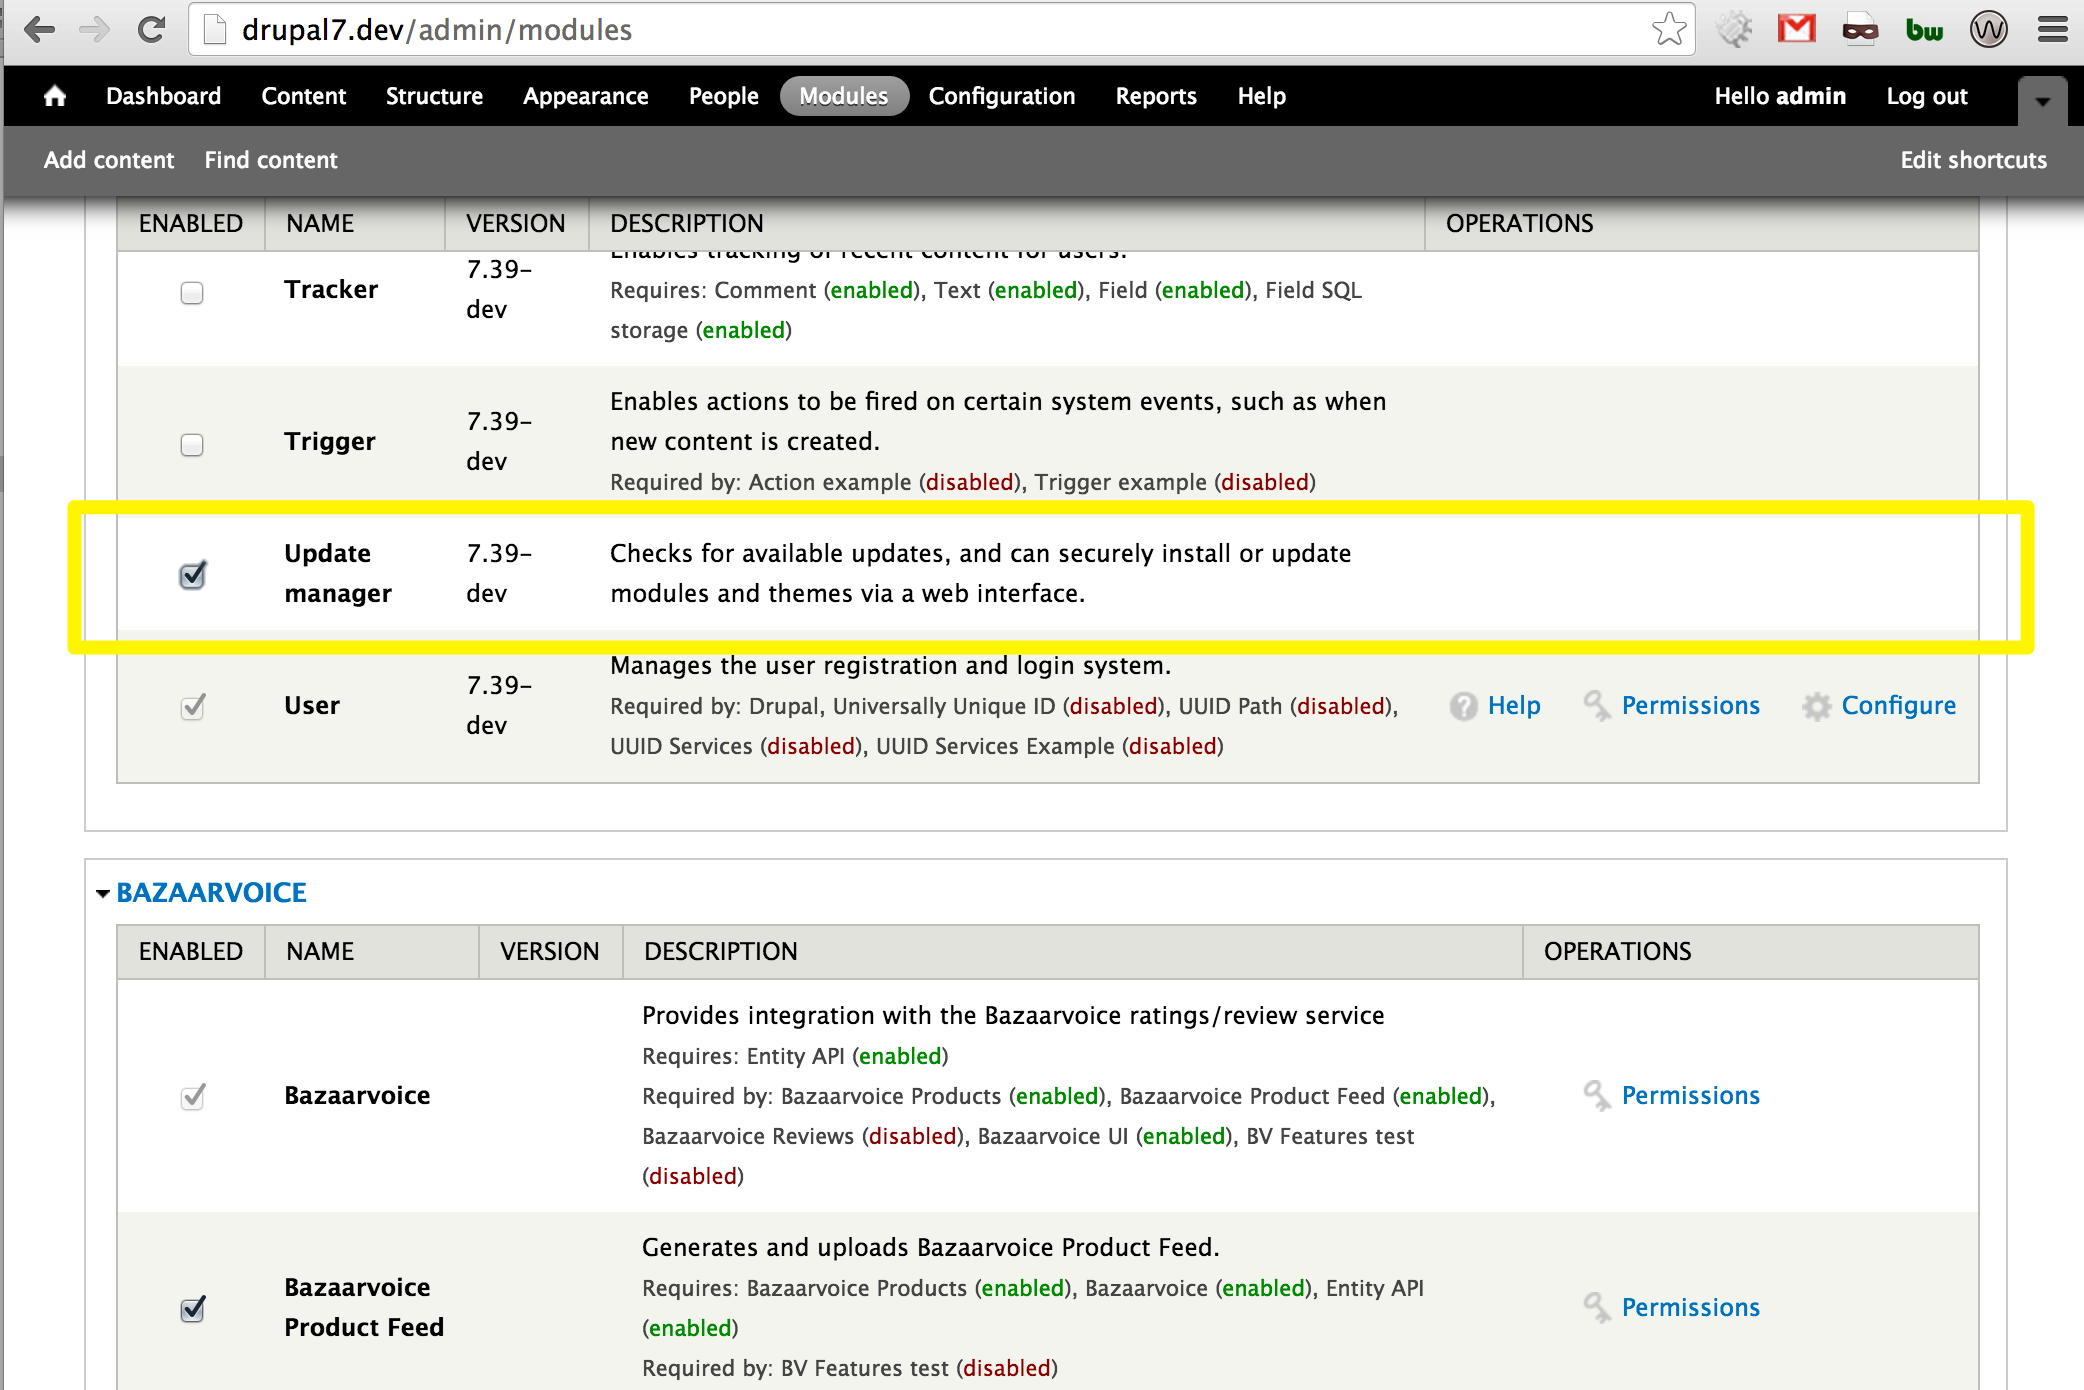 drupal7.dev/admin/modules
bw
W
Dashboard Content Structure Appearance People Modules Configuration Reports Help Hello admin Log out
Add content Find content Edit shortcuts
ENABLED NAME VERSION DESCRIPTION OPERATIONS
Enables tracking of recent content for users.
Tracker
7.39-
dev
Requires: Comment (enabled), Text (enabled), Field (enabled), Field SQL
storage (enabled)
Trigger
7.39-
dev
Enables actions to be fired on certain system events, such as when
new content is created.
Required by: Action example (disabled), Trigger example (disabled)
Update
manager
7.39-
dev
Checks for available updates, and can securely install or update
modules and themes via a web interface.
User
7.39-
dev
Manages the user registration and login system.
Required by: Drupal, Universally Unique ID (disabled), UUID Path (disabled),
UUID Services (disabled), UUID Services Example (disabled)
Help Permissions Configure
BAZAARVOICE
ENABLED NAME VERSION DESCRIPTION OPERATIONS
Bazaarvoice
Provides integration with the Bazaarvoice ratings/review service
Requires: Entity API (enabled)
Required by: Bazaarvoice Products (enabled), Bazaarvoice Product Feed (enabled),
Bazaarvoice Reviews (disabled), Bazaarvoice UI (enabled), BV Features test
(disabled)
Permissions
Bazaarvoice
Product Feed
Generates and uploads Bazaarvoice Product Feed.
Requires: Bazaarvoice Products (enabled), Bazaarvoice (enabled), Entity API
(enabled)
Required by: BV Features test (disabled)
Permissions